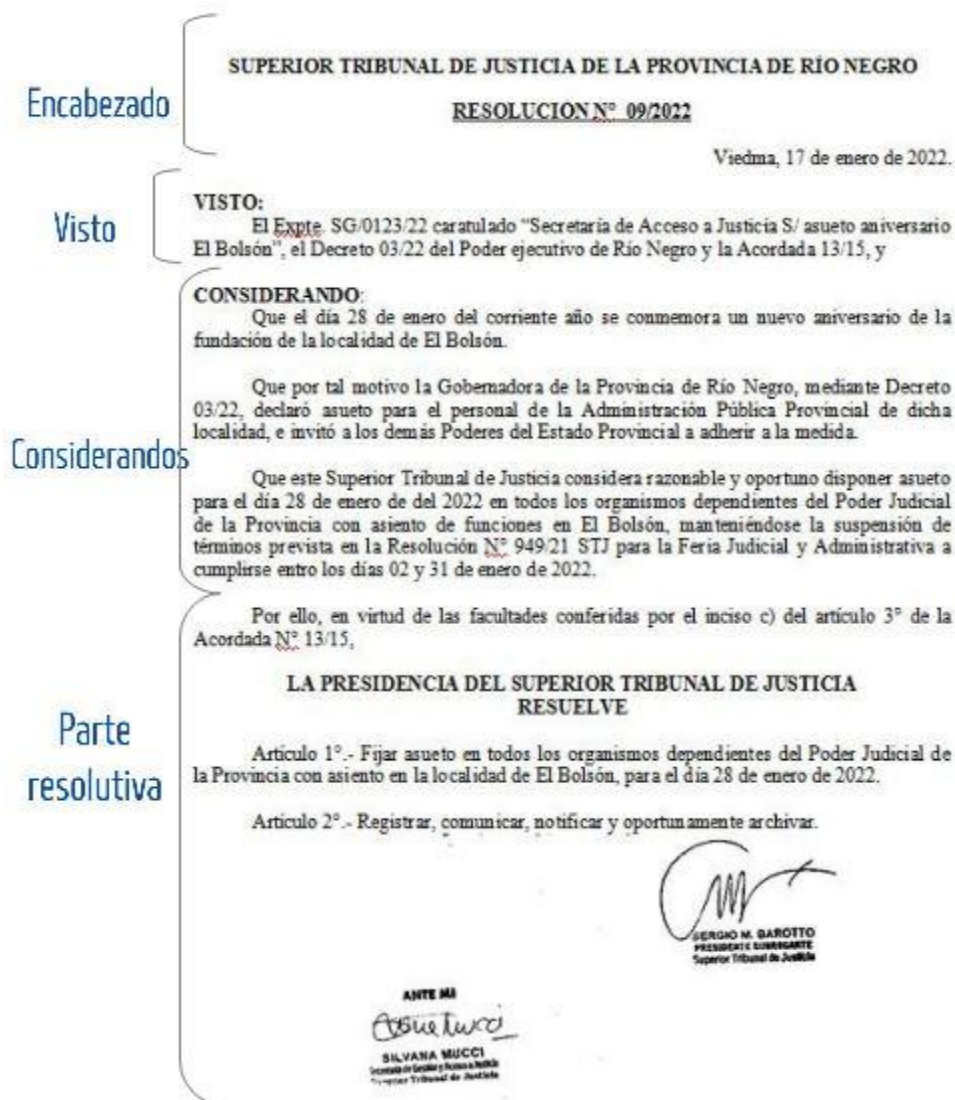 Encabezado
SUPERIOR TRIBUNAL DE JUSTICIA DE LA PROVINCIA DE RÍO NEGRO
RESOLUCION Nº 09/2022
Viedma, 17 de enero de 2022.
Visto
VISTO:
El Expte. SG/0123/22 caratulado "Secretaría de Acceso a Justicia S/ asueto aniversario
El Bolsón", el Decreto 03/22 del Poder ejecutivo de Río Negro y la Acordada 13/15, y
Considerandos
CONSIDERANDO:
Que el día 28 de enero del corriente año se conmemora un nuevo aniversario de la
fundación de la localidad de El Bolsón.
Que por tal motivo la Gobernadora de la Provincia de Río Negro, mediante Decreto
03/22, declaró asueto para el personal de la Administración Pública Provincial de dicha
localidad, e invitó a los demás Poderes del Estado Provincial a adherir a la medida.
Que este Superior Tribunal de Justicia considera razonable y oportuno disponer asueto
para el día 28 de enero de del 2022 en todos los organismos dependientes del Poder Judicial
de la Provincia con asiento de funciones en El Bolsón, manteniéndose la suspensión de
términos prevista en la Resolución Nº 949/21 STJ para la Feria Judicial y Administrativa a
cumplirse entro los días 02 y 31 de enero de 2022.
Parte
resolutiva
Por ello, en virtud de las facultades conferidas por el inciso c) del artículo 3° de la
Acordada Nº 13/15,
LA PRESIDENCIA DEL SUPERIOR TRIBUNAL DE JUSTICIA
RESUELVE
Artículo 1°.- Fijar asueto en todos los organismos dependientes del Poder Judicial de
la Provincia con asiento en la localidad de El Bolsón, para el día 28 de enero de 2022.
Artículo 2°.- Registrar, comunicar, notificar y oportunamente archivar.
SERGIO M. BAROTTO
PRESIDENTE SUBROGANTE
Superior Tribunal de Justicia
ANTE MI
SILVANA MUCCI
Secretaria de Gestión y Acceso a Justicia
Superior Tribunal de Justicia